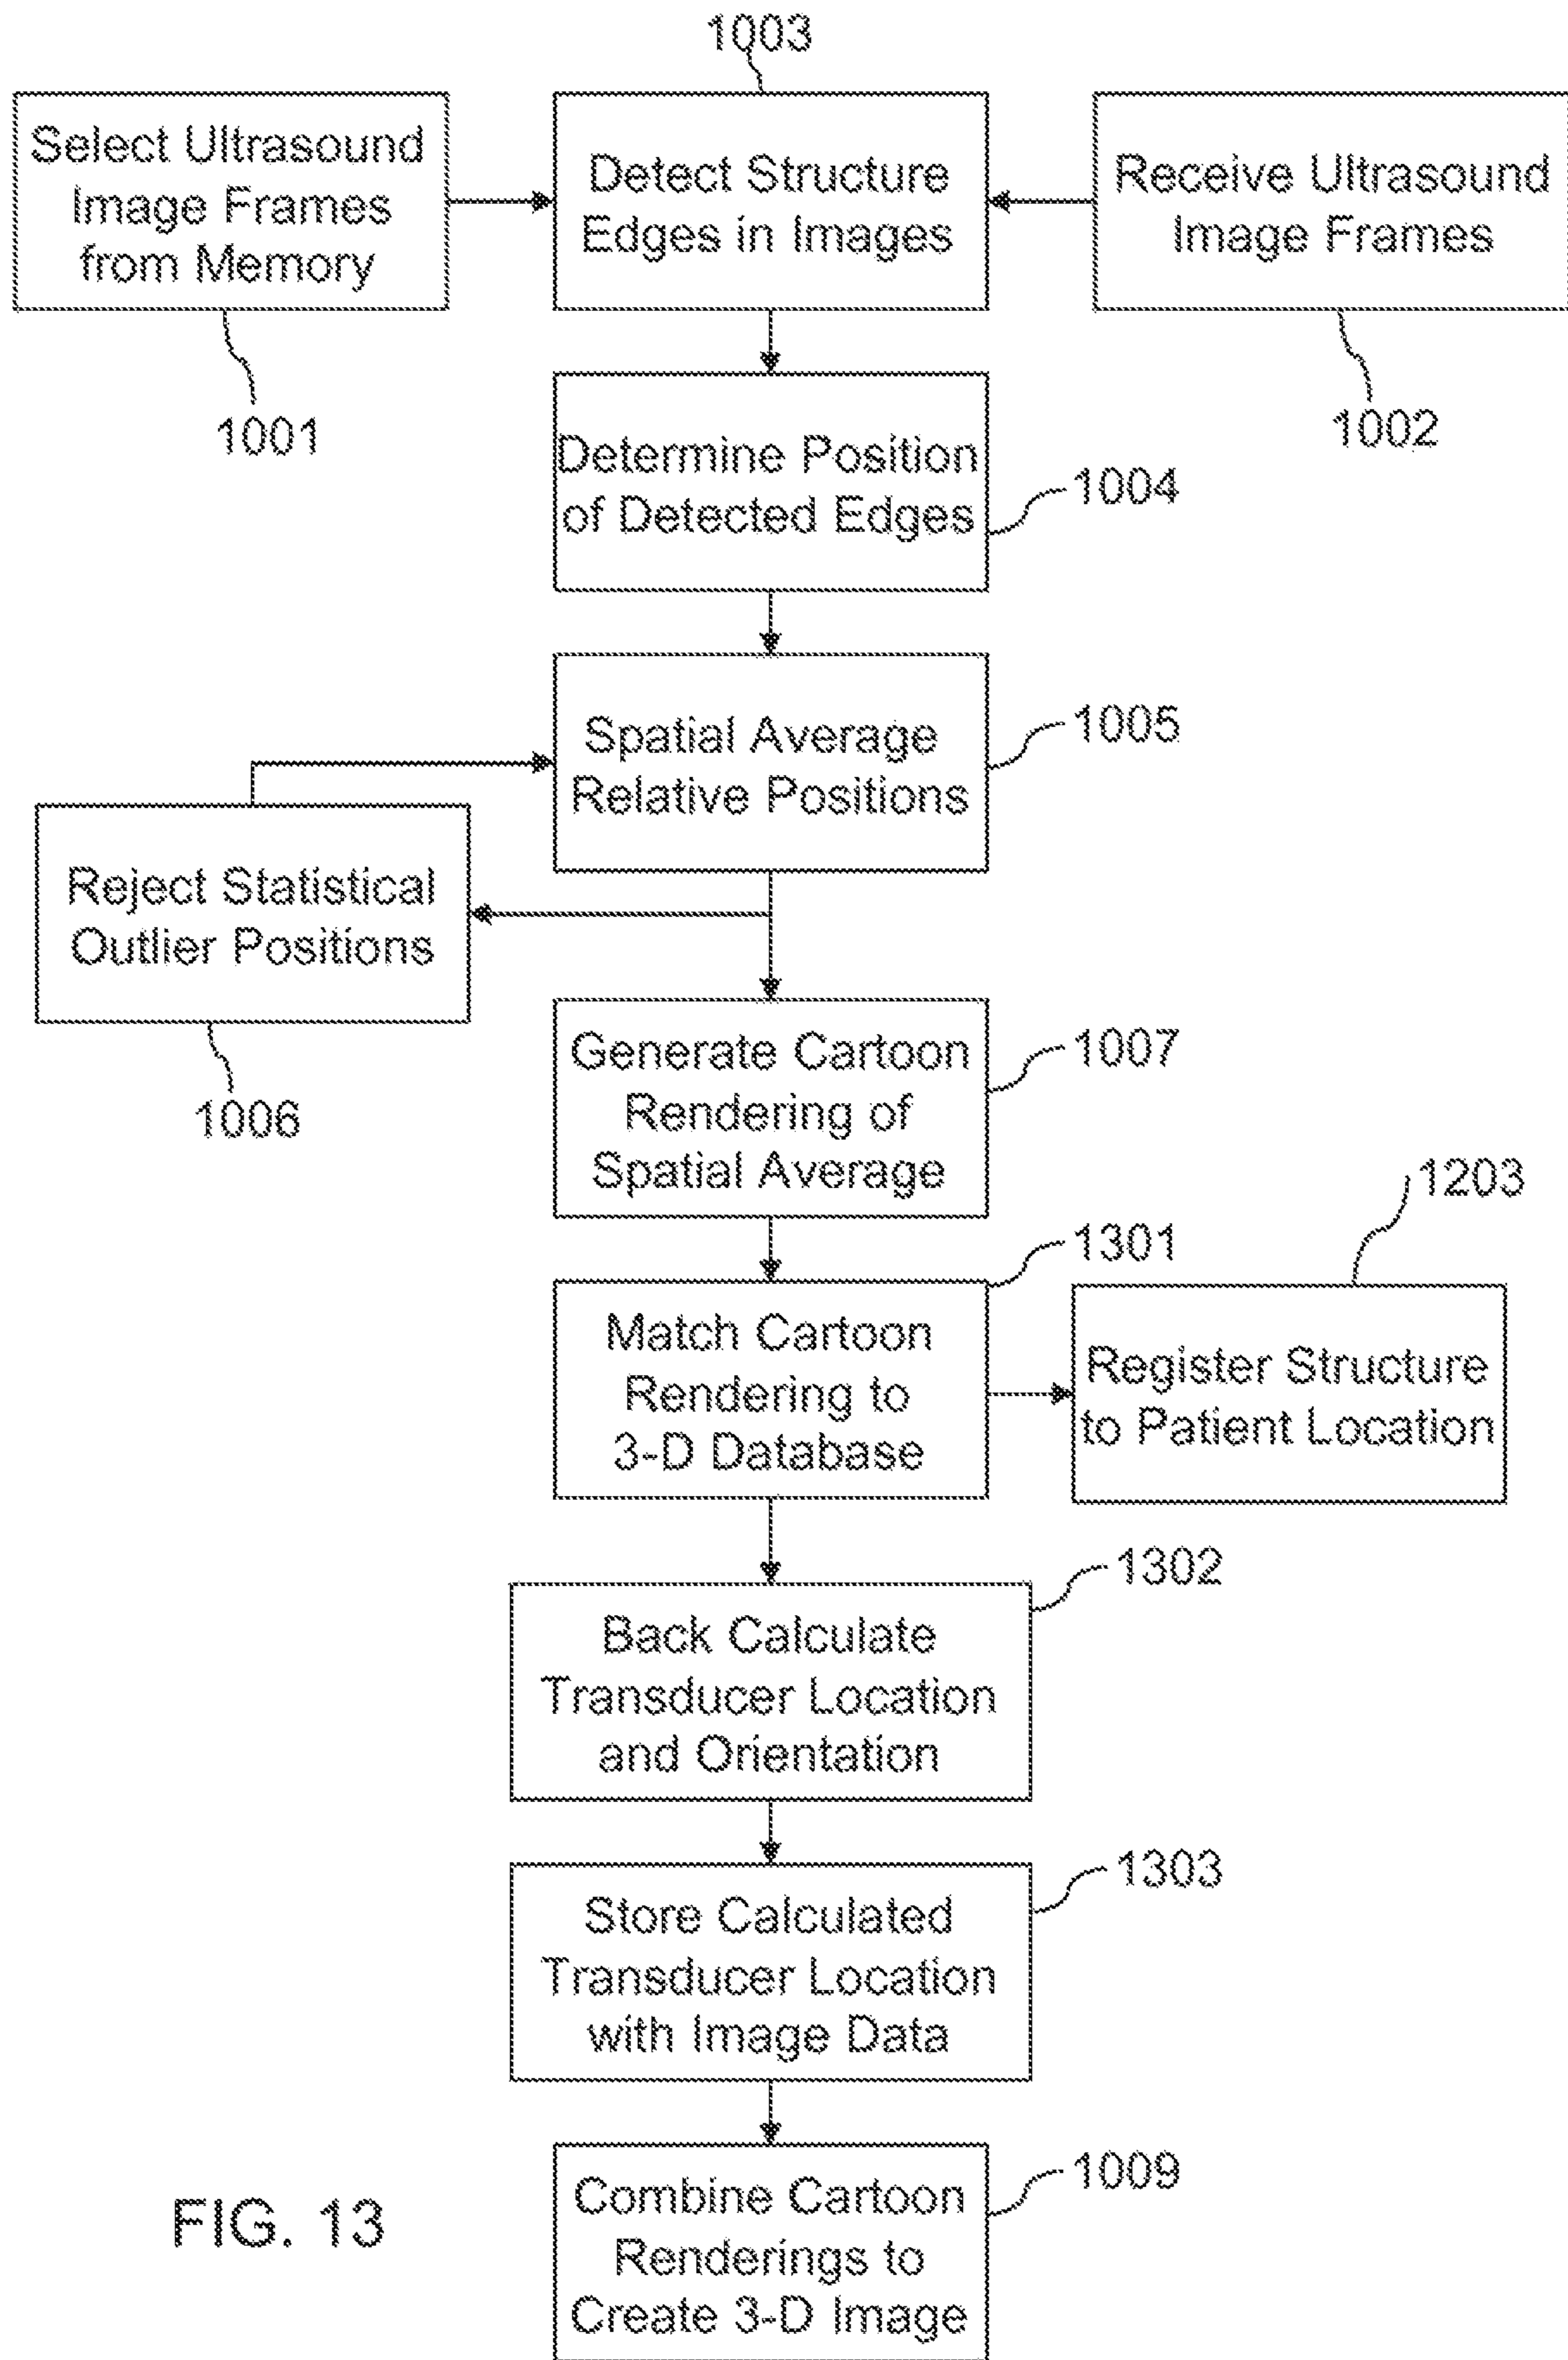 1003
Select Ultrasound
Image Frames
from Memory
1001
Detect Structure
Edges in Images
Receive Ultrasound
Image Frames
1002
Determine Position
of Detected Edges
1004
Spatial Average
Relative Positions
1005
Reject Statistical
Outlier Positions
1006
Generate Cartoon
Rendering of
Spatial Average
1007
Match Cartoon
Rendering to
3-D Database
1301
Register Structure
to Patient Location
1203
Back Calculate
Transducer Location
and Orientation
1302
Store Calculated
Transducer Location
with Image Data
1303
Combine Cartoon
Renderings to
Create 3-D Image
1009
FIG. 13